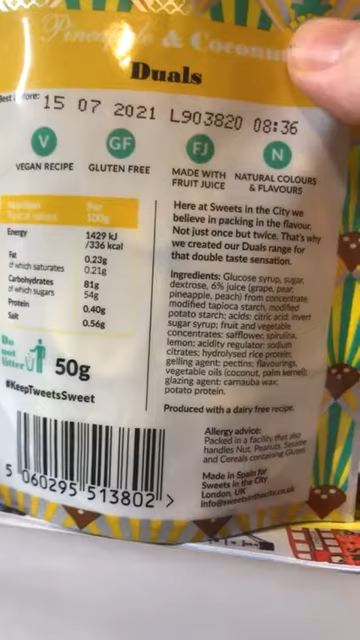 Pineapple & Coconut
Duals
Best before: 15 07 2021 L903820 08:36
V
GF
FJ
N
VEGAN RECIPE
GLUTEN FREE
MADE WITH
FRUIT JUICE
NATURAL COLOURS
& FLAVOURS
Nutrition
Typical values
Per
100g
Energy 1429 kJ
/336 kcal
Fat 0.23g
of which saturates 0.21g
Carbohydrates 81g
of which sugars 54g
Protein 0.40g
Salt 0.56g
Do
not
litter
50g
#KeepTweetsSweet
5 060295 513802 >
Here at Sweets in the City we
believe in packing in the flavour.
Not just once but twice. That's why
we created our Duals range for
that double taste sensation.
Ingredients: Glucose syrup, sugar,
dextrose, 6% juice (grape, pear,
pineapple, peach) from concentrate,
modified tapioca starch, modified
potato starch; acids: citric acid; invert
sugar syrup; fruit and vegetable
concentrates: safflower, spirulina,
lemon; acidity regulator: sodium
citrates; hydrolysed rice protein,
gelling agent: pectins; flavourings,
vegetable oils (coconut, palm kernel);
glazing agent: carnauba wax;
potato protein.
Produced with a dairy free recipe.
Allergy advice:
Packed in a facility that also
handles Nut, Peanuts, Sesame
and Cereals containing Gluten
Made in Spain for
Sweets in the City
London, UK
info@sweetsinthecity.co.uk